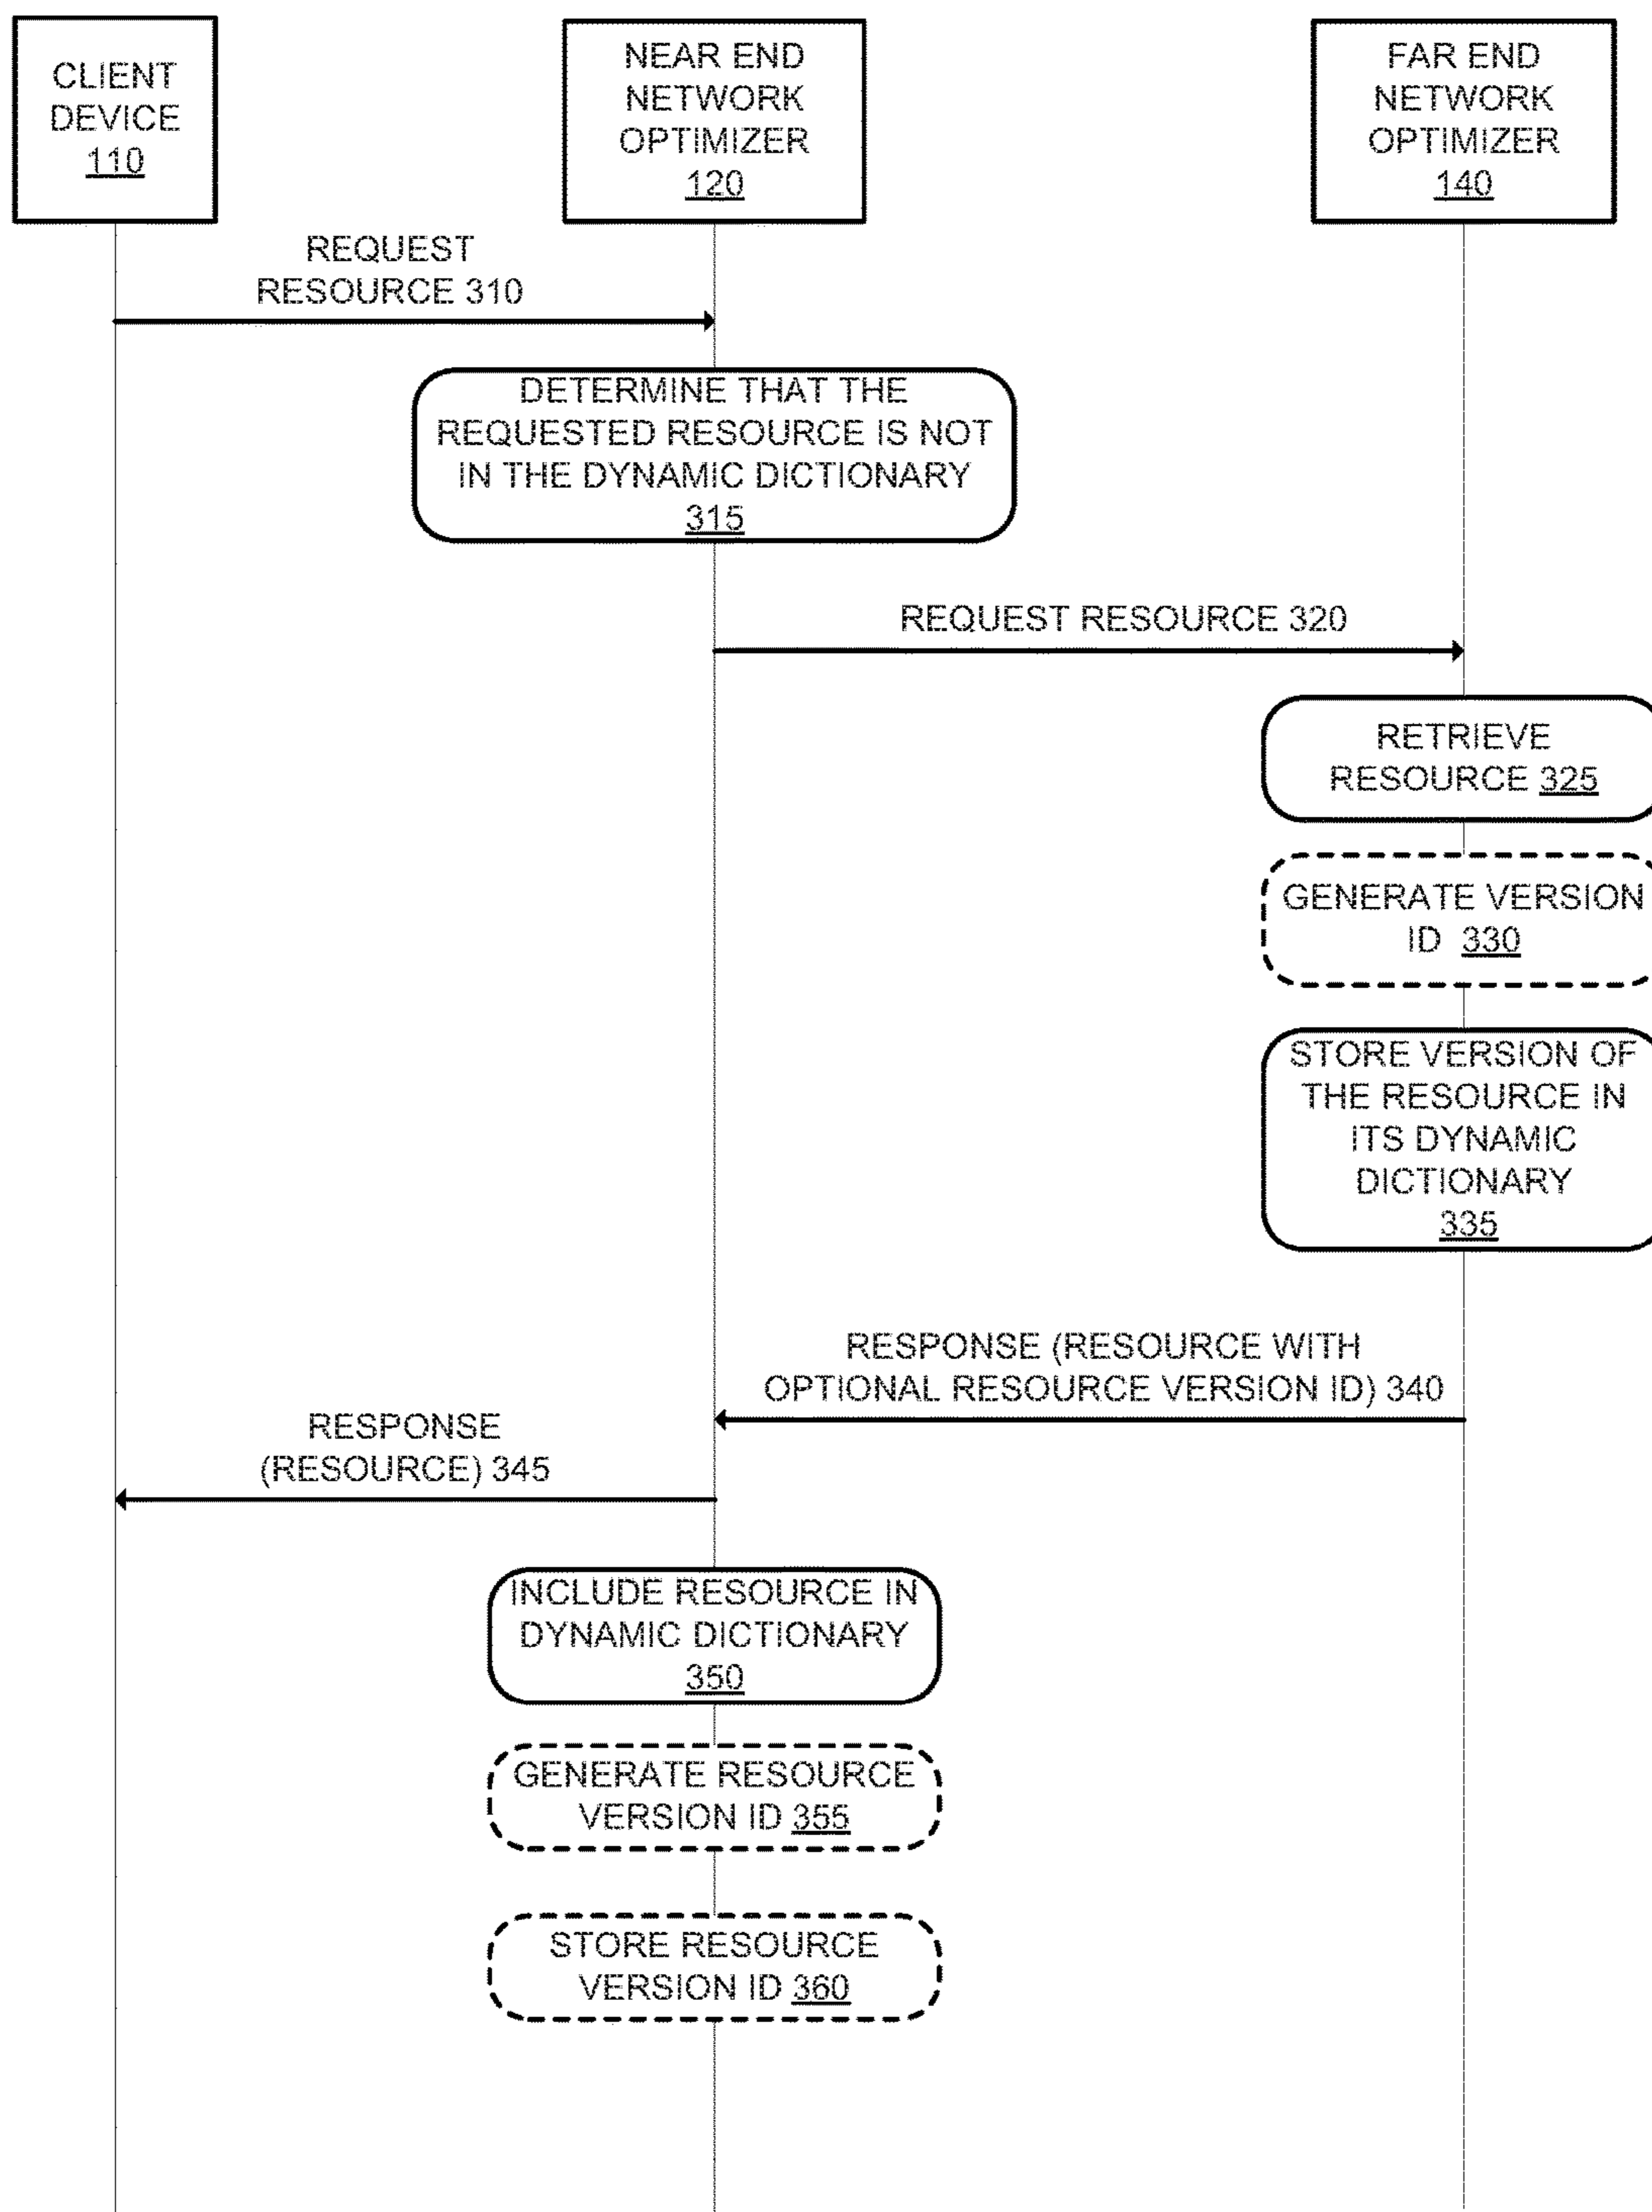 CLIENT
DEVICE
110
NEAR END
NETWORK
OPTIMIZER
120
FAR END
NETWORK
OPTIMIZER
140
REQUEST
RESOURCE 310
DETERMINE THAT THE
REQUESTED RESOURCE IS NOT
IN THE DYNAMIC DICTIONARY
315
REQUEST RESOURCE 320
RETRIEVE
RESOURCE 325
GENERATE VERSION
ID 330
STORE VERSION OF
THE RESOURCE IN
ITS DYNAMIC
DICTIONARY
335
RESPONSE (RESOURCE WITH
OPTIONAL RESOURCE VERSION ID) 340
RESPONSE
(RESOURCE) 345
INCLUDE RESOURCE IN
DYNAMIC DICTIONARY
350
GENERATE RESOURCE
VERSION ID 355
STORE RESOURCE
VERSION ID 360